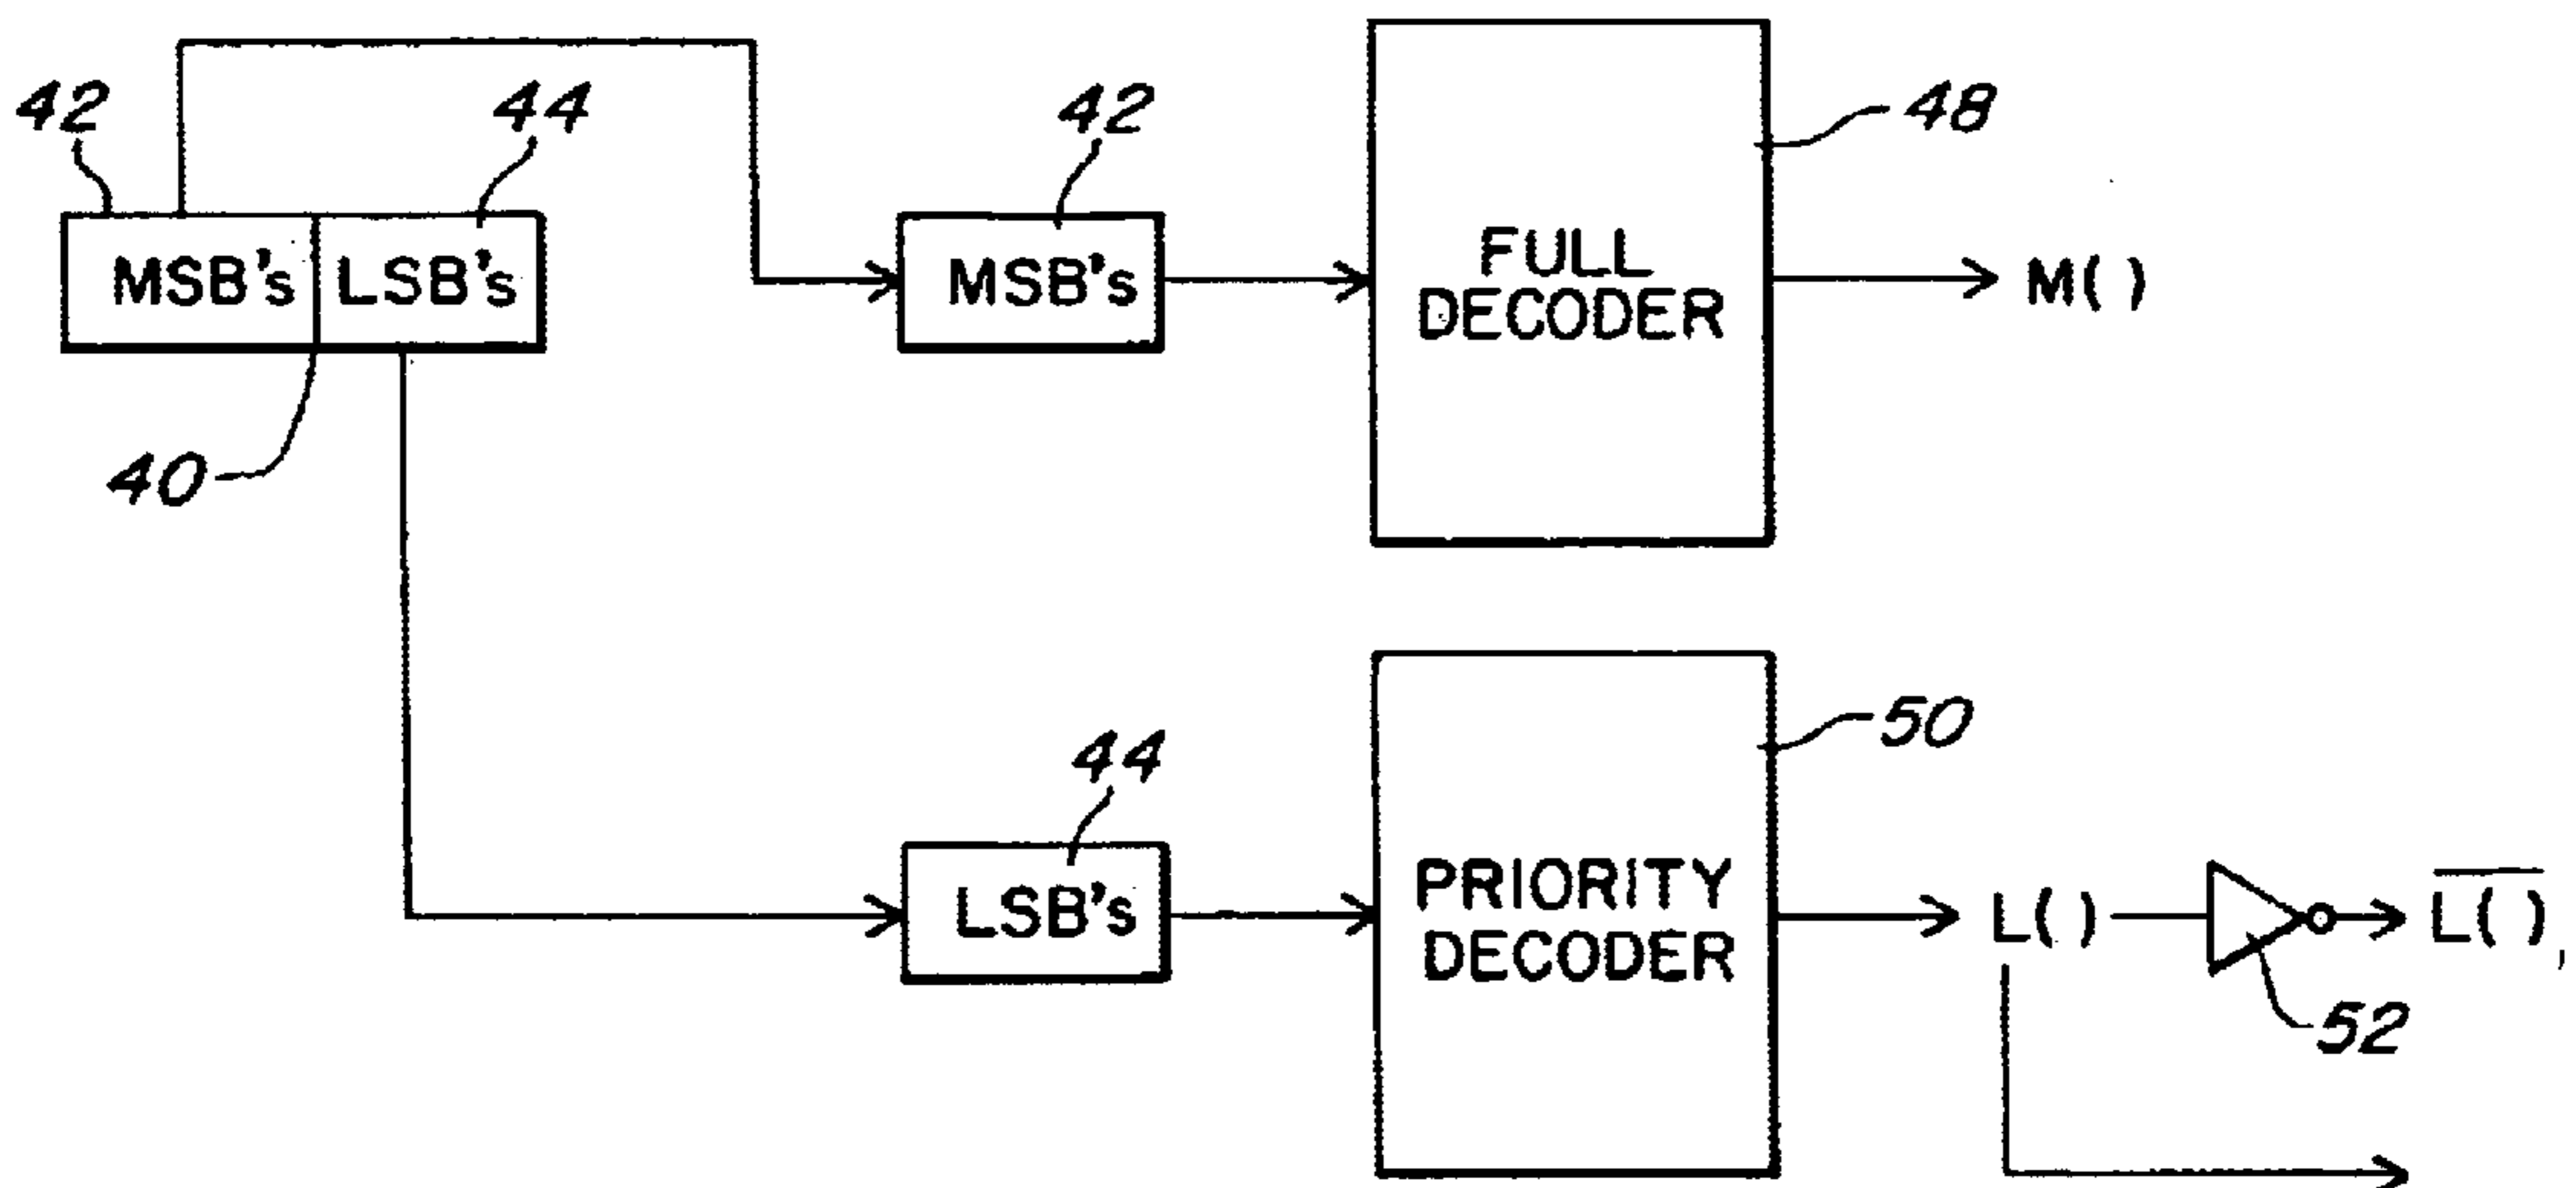 42
44
42
48
MSB's LSB's
MSB's
FULL
DECODER
M( )
40
50
44
LSB's
PRIORITY
DECODER
L( )
L̅(̅ ̅)̅,
52